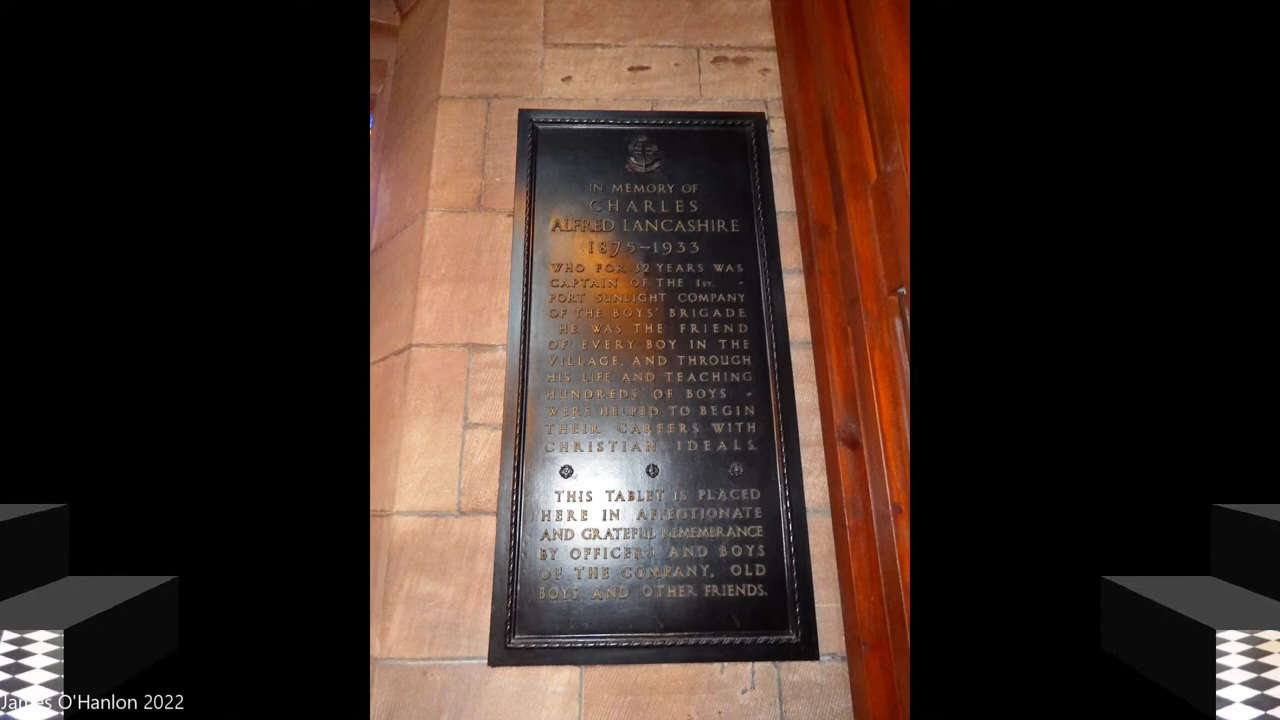 IN MEMORY OF
CHARLES
ALFRED LANCASHIRE
1875–1933
WHO FOR 32 YEARS WAS
CAPTAIN OF THE 1ST. -
PORT SUNLIGHT COMPANY
OF THE BOYS' BRIGADE.
HE WAS THE FRIEND
OF EVERY BOY IN THE
VILLAGE, AND THROUGH
HIS LIFE AND TEACHING
HUNDREDS OF BOYS -
WERE HELPED TO BEGIN
THEIR CAREERS WITH
CHRISTIAN IDEALS.
THIS TABLET IS PLACED
HERE IN AFFECTIONATE
AND GRATEFUL REMEMBRANCE
BY OFFICERS AND BOYS
OF THE COMPANY, OLD
BOYS AND OTHER FRIENDS.
James O'Hanlon 2022